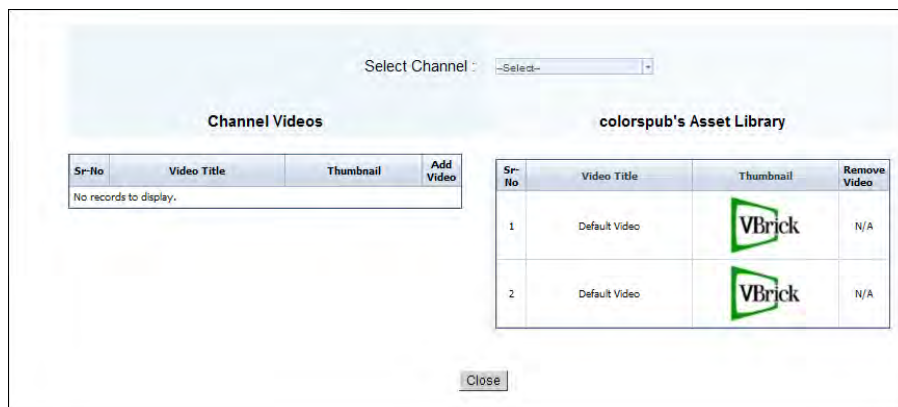 Select Channel : --Select--
Channel Videos
Sr-No Video Title Thumbnail Add Video
No records to display.
colorspub's Asset Library
Sr-No Video Title Thumbnail Remove Video
1 Default Video VBrick N/A
2 Default Video VBrick N/A
Close